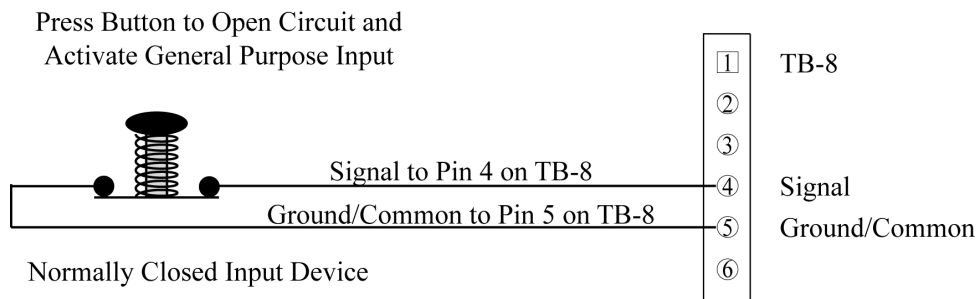 Press Button to Open Circuit and
Activate General Purpose Input
1 TB-8
2
3
Signal to Pin 4 on TB-8 4 Signal
Ground/Common to Pin 5 on TB-8 5 Ground/Common
Normally Closed Input Device 6